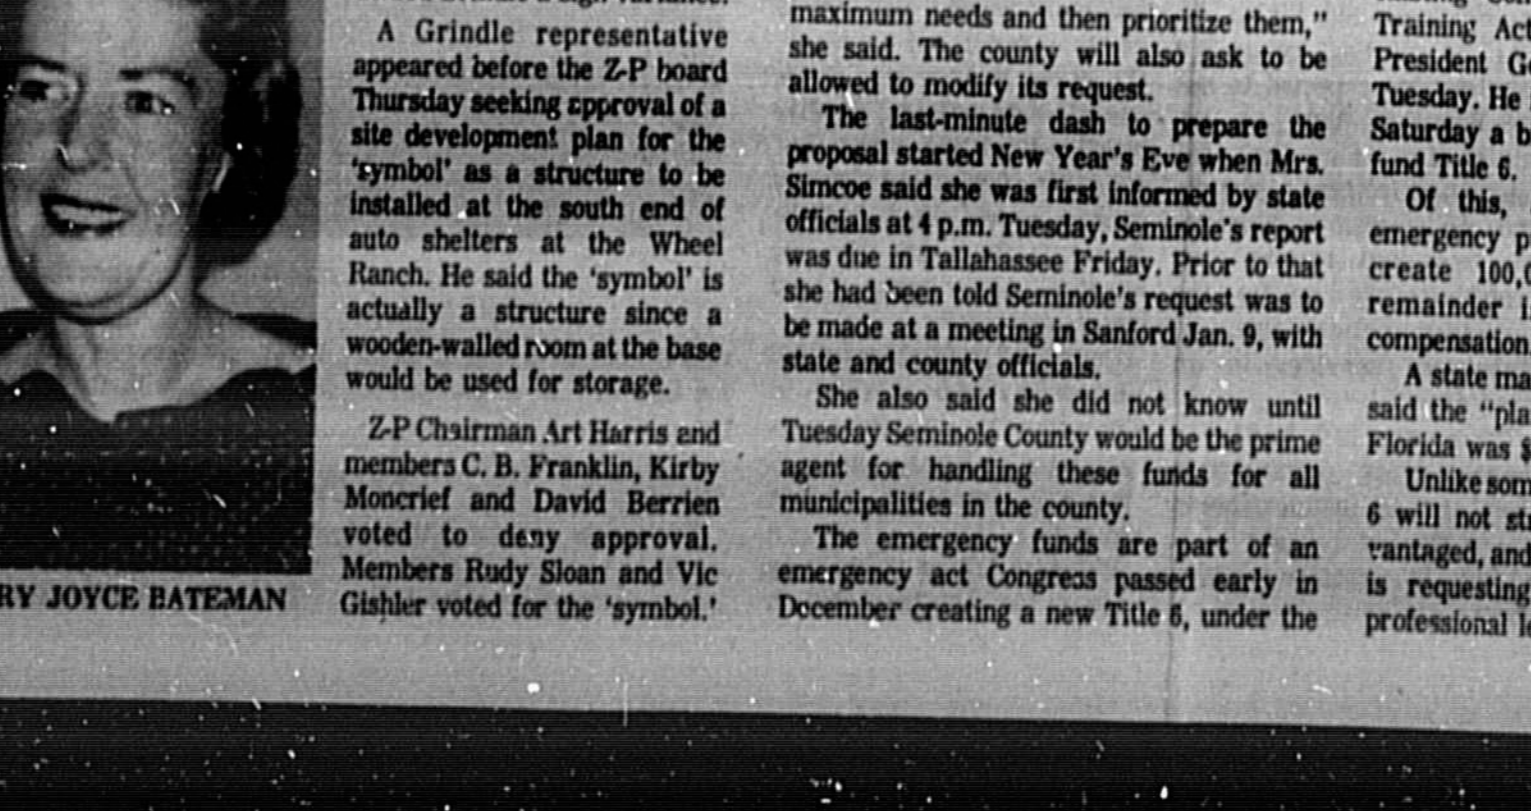 RY JOYCE BATEMAN
A Grindle representative
appeared before the Z-P board
Thursday seeking approval of a
site development plan for the
'symbol' as a structure to be
installed at the south end of
auto shelters at the Wheel
Ranch. He said the 'symbol' is
actually a structure since a
wooden-walled room at the base
would be used for storage.
Z-P Chairman Art Harris and
members C. B. Franklin, Kirby
Moncrief and David Berrien
voted to deny approval.
Members Rudy Sloan and Vic
Gishler voted for the 'symbol.'
maximum needs and then prioritize them,"
she said. The county will also ask to be
allowed to modify its request.
The last-minute dash to prepare the
proposal started New Year's Eve when Mrs.
Simcoe said she was first informed by state
officials at 4 p.m. Tuesday, Seminole's report
was due in Tallahassee Friday. Prior to that
she had been told Seminole's request was to
be made at a meeting in Sanford Jan. 9, with
state and county officials.
She also said she did not know until
Tuesday Seminole County would be the prime
agent for handling these funds for all
municipalities in the county.
The emergency funds are part of an
emergency act Congress passed early in
December creating a new Title 6, under the
Training Act
President Ge
Tuesday. He
Saturday a b
fund Title 6.
Of this,
emergency p
create 100,0
remainder i
compensation
A state ma
said the "pla
Florida was $
Unlike som
6 will not st
vantaged, and
is requesting
professional le